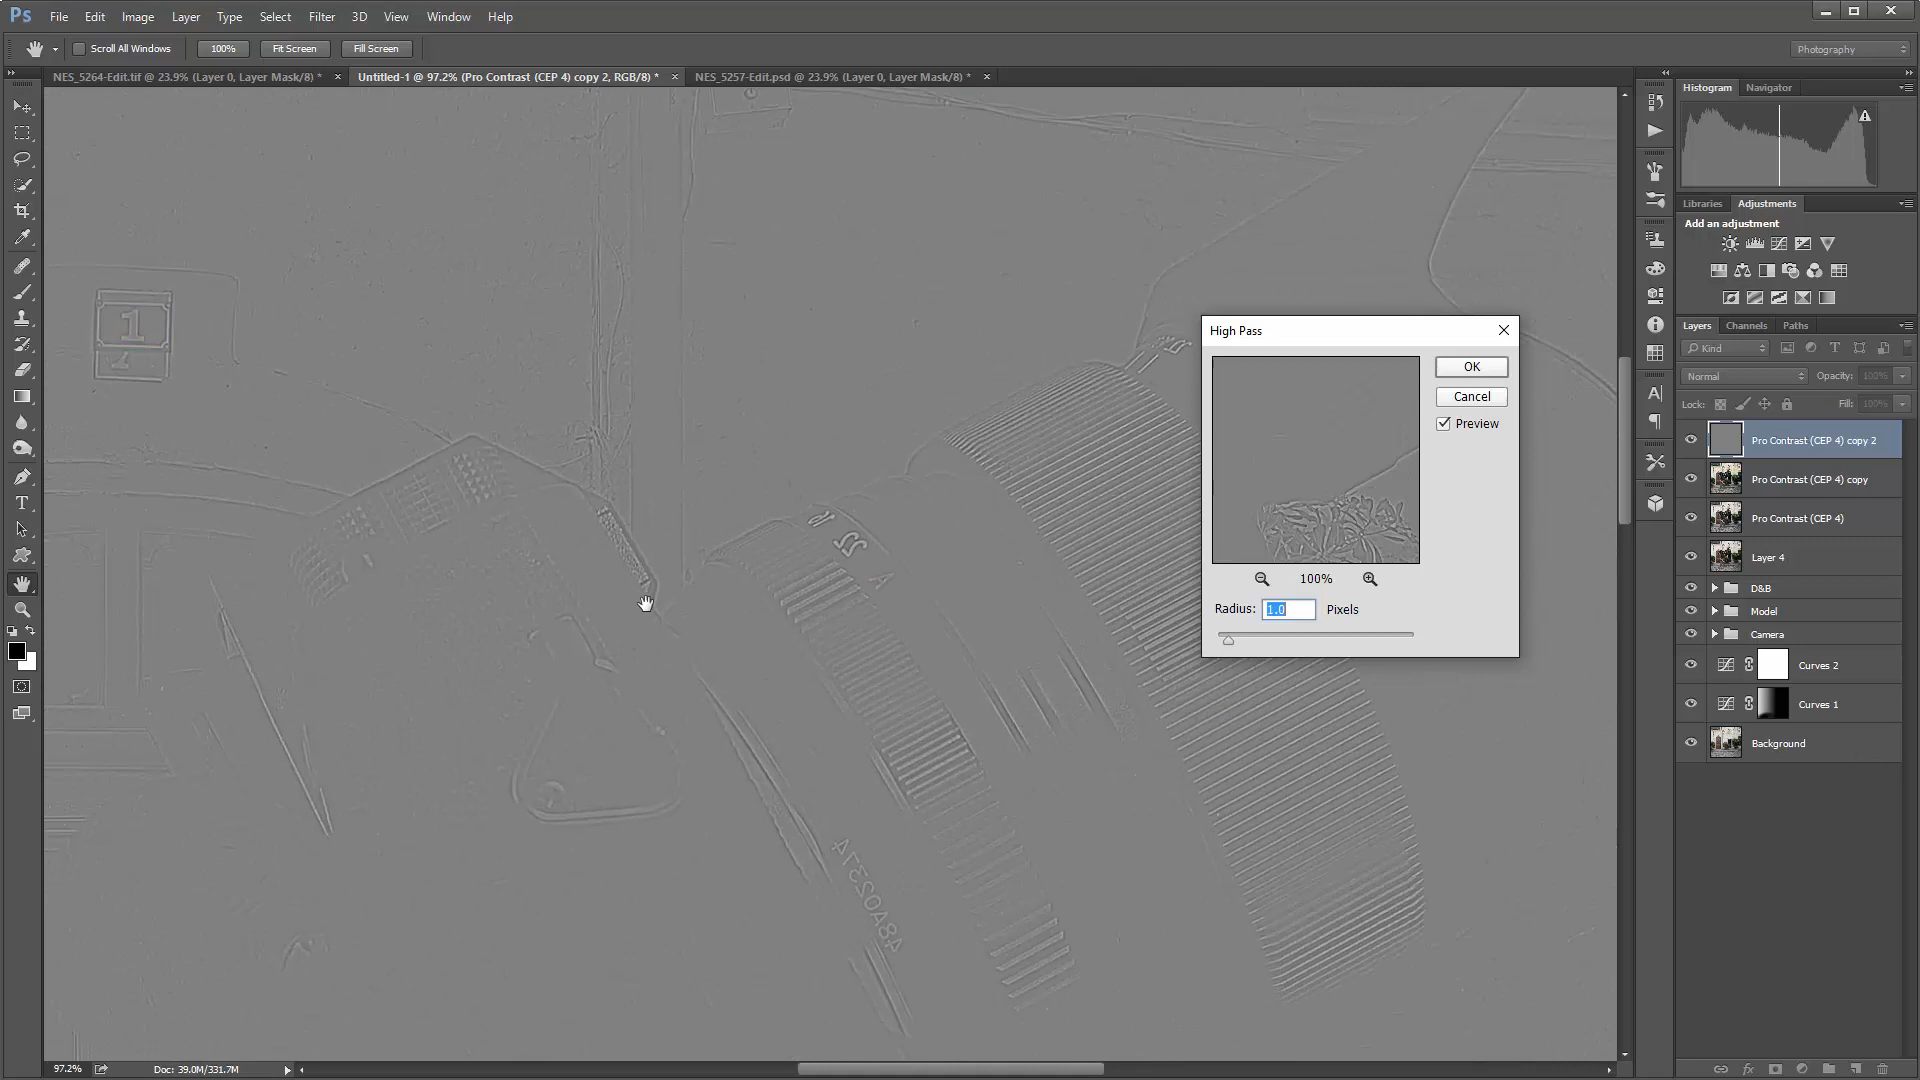 Ps File Edit Image Layer Type Select Filter 3D View Window Help
Scroll All Windows 100% Fit Screen Fill Screen Photography
NES_5264-Edit.tif @ 23.9% (Layer 0, Layer Mask/8) * × Untitled-1 @ 97.2% (Pro Contrast (CEP 4) copy 2, RGB/8) * × NES_5257-Edit.psd @ 23.9% (Layer 0, Layer Mask/8) * ×
Histogram Navigator
Libraries Adjustments
Add an adjustment
1
High Pass
OK
Cancel
Preview
100%
Radius: 1.0 Pixels
Layers Channels Paths
Kind
Normal Opacity: 100%
Lock: Fill: 100%
Pro Contrast (CEP 4) copy 2
Pro Contrast (CEP 4) copy
Pro Contrast (CEP 4)
Layer 4
D&B
Model
Camera
Curves 2
Curves 1
Background
48A02374
97.2% Doc: 39.0M/331.7M